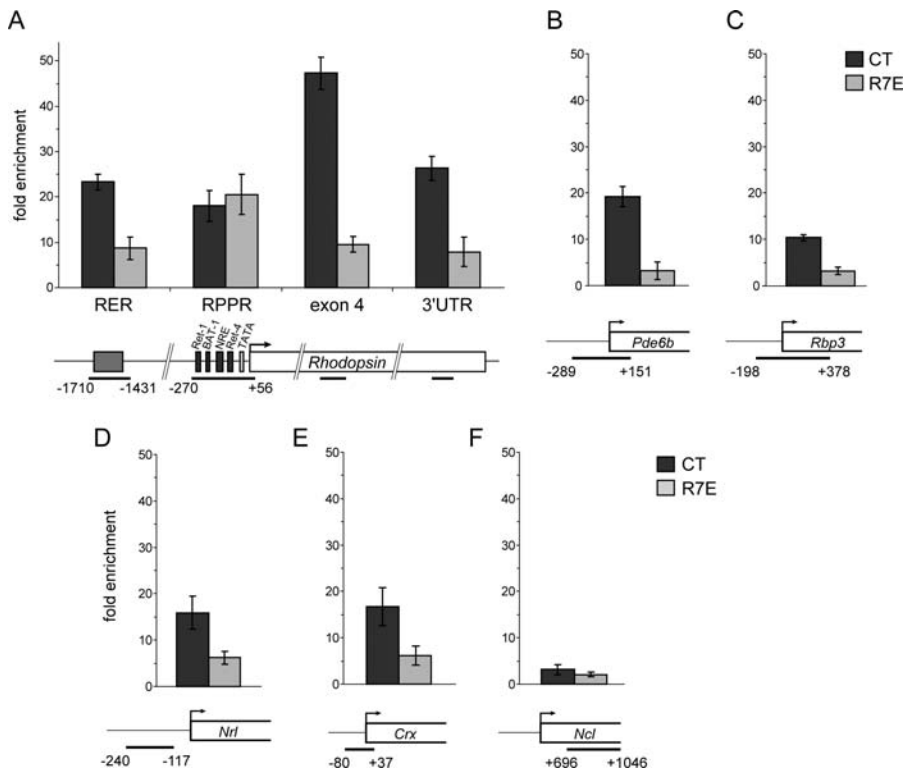 A
50
40
30
20
10
0
fold enrichment
RER
RPPR
exon 4
3'UTR
Ret-1
BAT-1
NRE
Ret-4
TATA
Rhodopsin
-1710
-1431
-270
+56
B
50
40
30
20
10
0
Pde6b
-289
+151
C
50
40
30
20
10
0
CT
R7E
Rbp3
-198
+378
D
50
40
30
20
10
0
fold enrichment
Nrl
-240
-117
E
50
40
30
20
10
0
Crx
-80
+37
F
50
40
30
20
10
0
CT
R7E
Ncl
+696
+1046